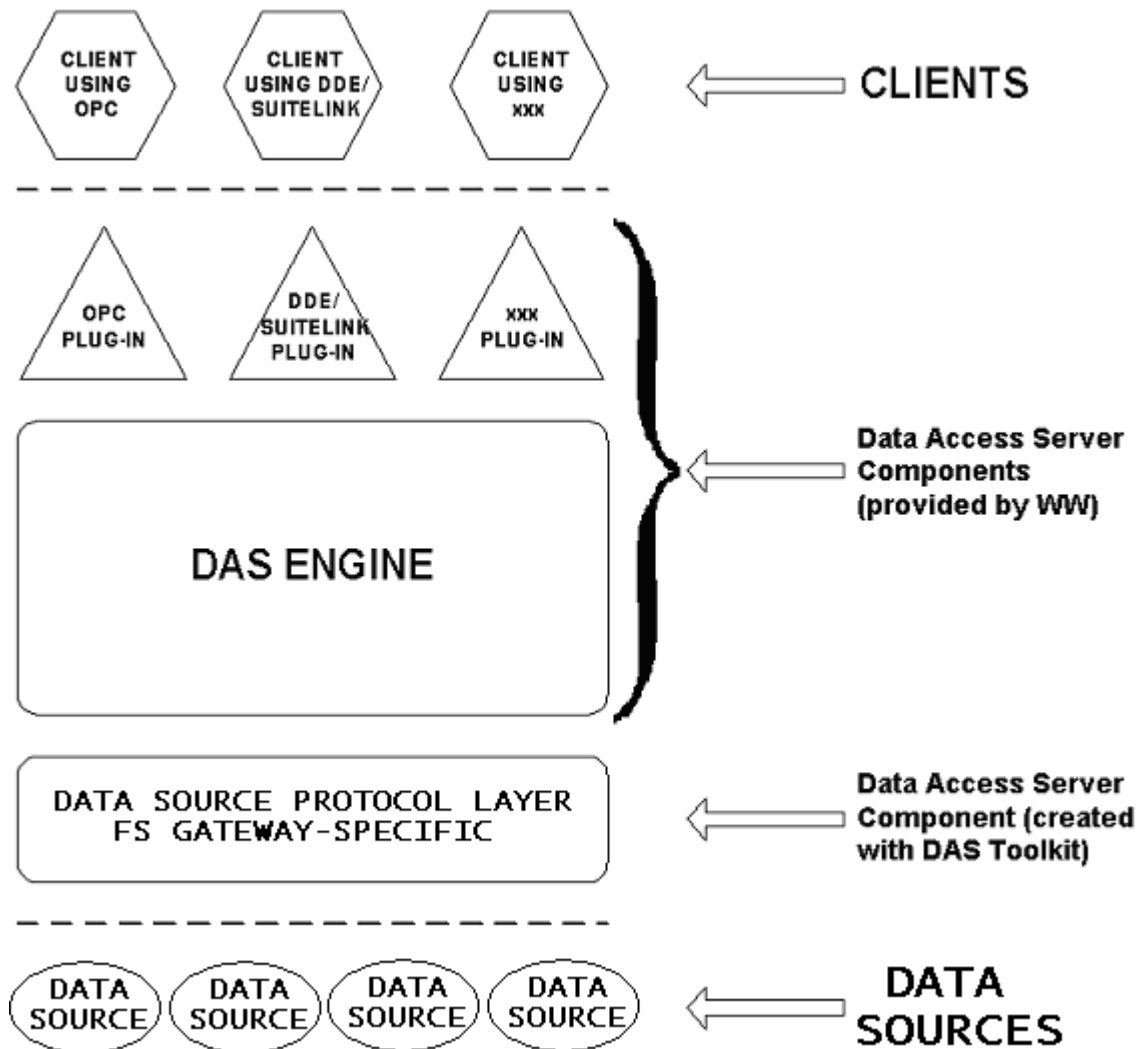 CLIENT
USING
OPC
CLIENT
USING DDE/
SUITELINK
CLIENT
USING
xxx
CLIENTS
OPC
PLUG-IN
DDE/
SUITELINK
PLUG-IN
xxx
PLUG-IN
Data Access Server
Components
(provided by WW)
DAS ENGINE
DATA SOURCE PROTOCOL LAYER
FS GATEWAY-SPECIFIC
Data Access Server
Component (created
with DAS Toolkit)
DATA
SOURCE
DATA
SOURCE
DATA
SOURCE
DATA
SOURCE
DATA
SOURCES